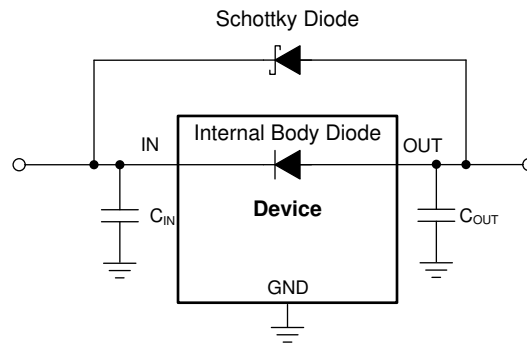 Schottky Diode
Internal Body Diode
IN
OUT
Device
CIN
COUT
GND